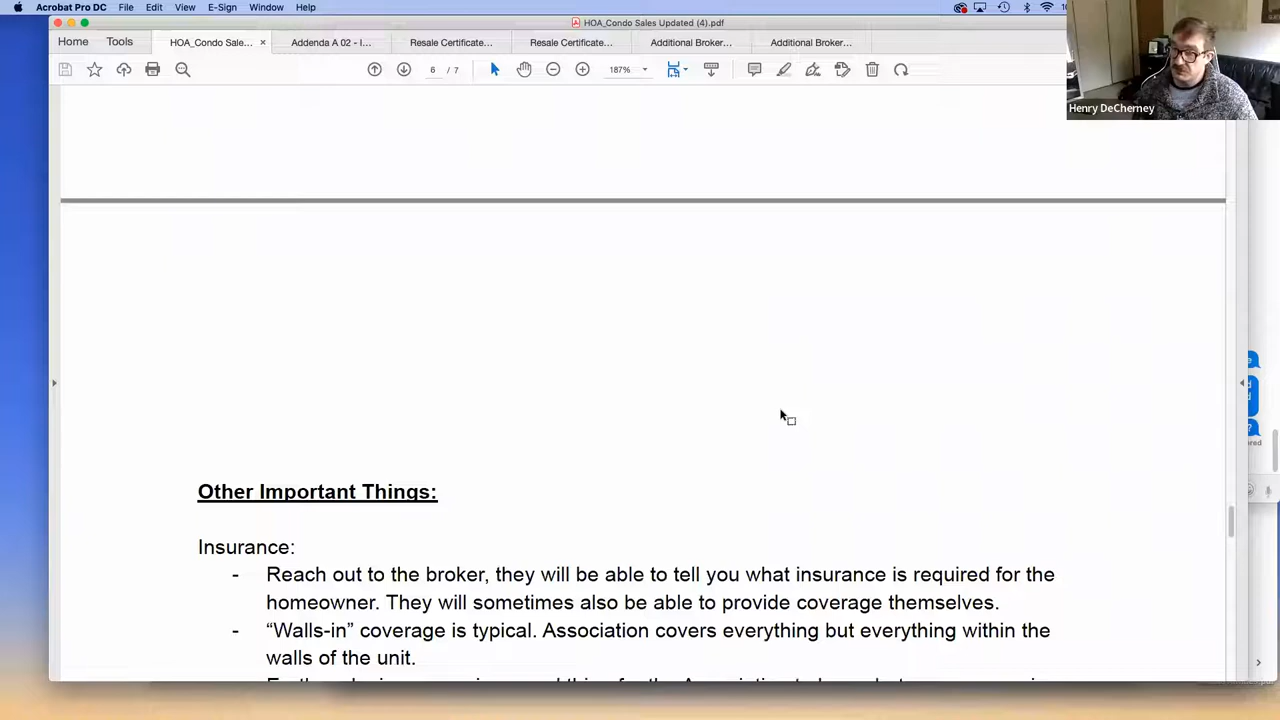 Acrobat Pro DC File Edit View E-Sign Window Help
HOA_Condo Sales Updated (4).pdf
Home Tools HOA_Condo Sale... × Addenda A 02 - I... Resale Certificate... Resale Certificate... Additional Broker... Additional Broker...
6 / 7 187%
Henry DeCherney
Other Important Things:
Insurance:
- Reach out to the broker, they will be able to tell you what insurance is required for the
homeowner. They will sometimes also be able to provide coverage themselves.
- “Walls-in” coverage is typical. Association covers everything but everything within the
walls of the unit.